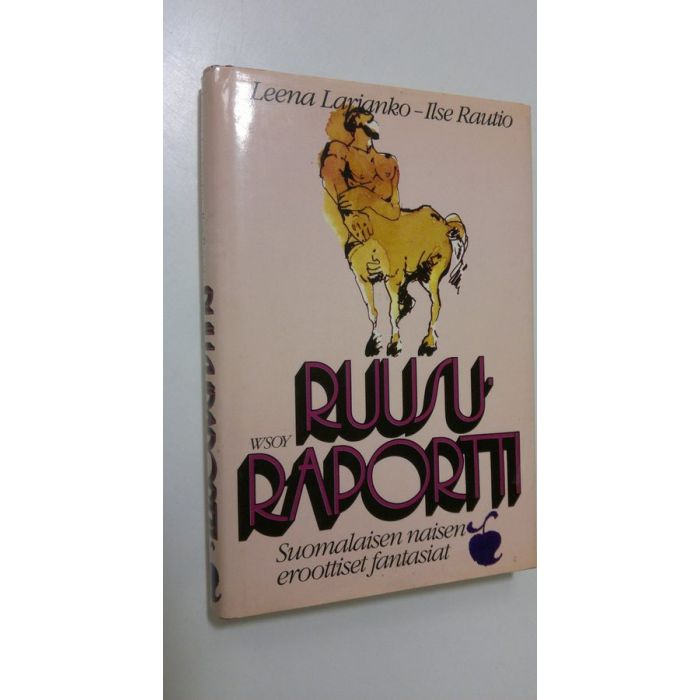 Leena Larjanko – Ilse Rautio
RUUSU-
WSOY
RAPORTTI
Suomalaisen naisen
eroottiset fantasiat